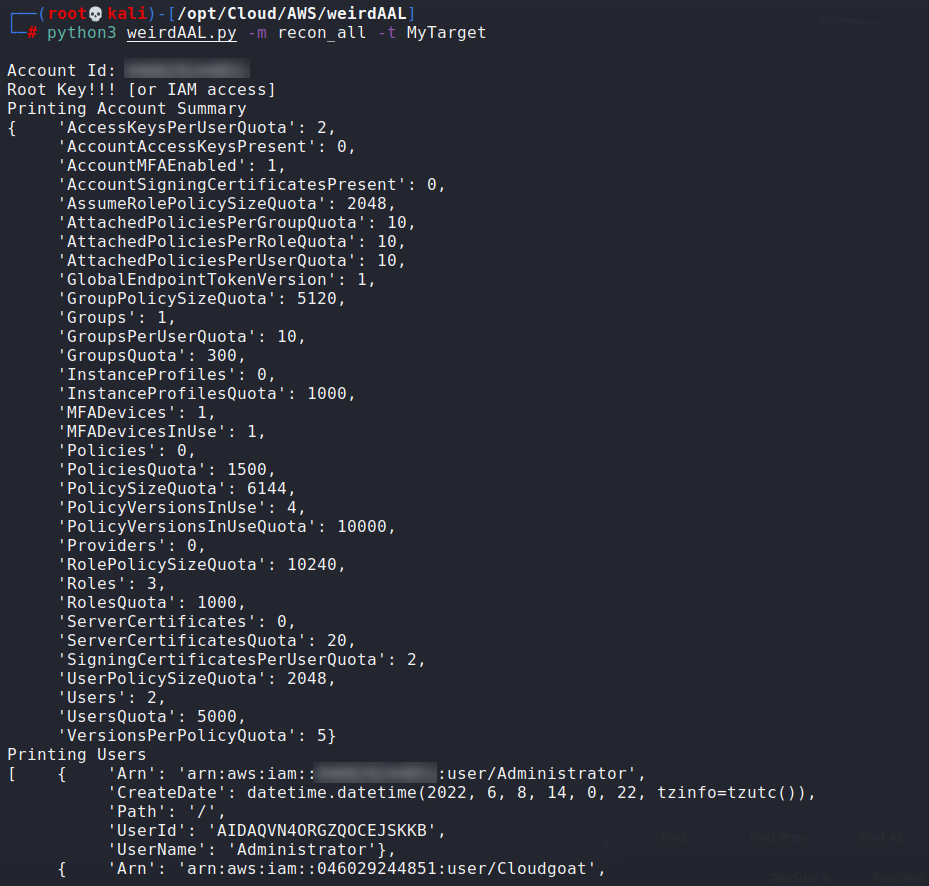 ┌──(root💀kali)-[/opt/Cloud/AWS/weirdAAL]
└─# python3 weirdAAL.py -m recon_all -t MyTarget
Account Id:
Root Key!!! [or IAM access]
Printing Account Summary
{    'AccessKeysPerUserQuota': 2,
     'AccountAccessKeysPresent': 0,
     'AccountMFAEnabled': 1,
     'AccountSigningCertificatesPresent': 0,
     'AssumeRolePolicySizeQuota': 2048,
     'AttachedPoliciesPerGroupQuota': 10,
     'AttachedPoliciesPerRoleQuota': 10,
     'AttachedPoliciesPerUserQuota': 10,
     'GlobalEndpointTokenVersion': 1,
     'GroupPolicySizeQuota': 5120,
     'Groups': 1,
     'GroupsPerUserQuota': 10,
     'GroupsQuota': 300,
     'InstanceProfiles': 0,
     'InstanceProfilesQuota': 1000,
     'MFADevices': 1,
     'MFADevicesInUse': 1,
     'Policies': 0,
     'PoliciesQuota': 1500,
     'PolicySizeQuota': 6144,
     'PolicyVersionsInUse': 4,
     'PolicyVersionsInUseQuota': 10000,
     'Providers': 0,
     'RolePolicySizeQuota': 10240,
     'Roles': 3,
     'RolesQuota': 1000,
     'ServerCertificates': 0,
     'ServerCertificatesQuota': 20,
     'SigningCertificatesPerUserQuota': 2,
     'UserPolicySizeQuota': 2048,
     'Users': 2,
     'UsersQuota': 5000,
     'VersionsPerPolicyQuota': 5}
Printing Users
[    {    'Arn': 'arn:aws:iam:::user/Administrator',
          'CreateDate': datetime.datetime(2022, 6, 8, 14, 0, 22, tzinfo=tzutc()),
          'Path': '/',
          'UserId': 'AIDAQVN4ORGZQOCEJSKKB',
          'UserName': 'Administrator'},
     {    'Arn': 'arn:aws:iam::046029244851:user/Cloudgoat',